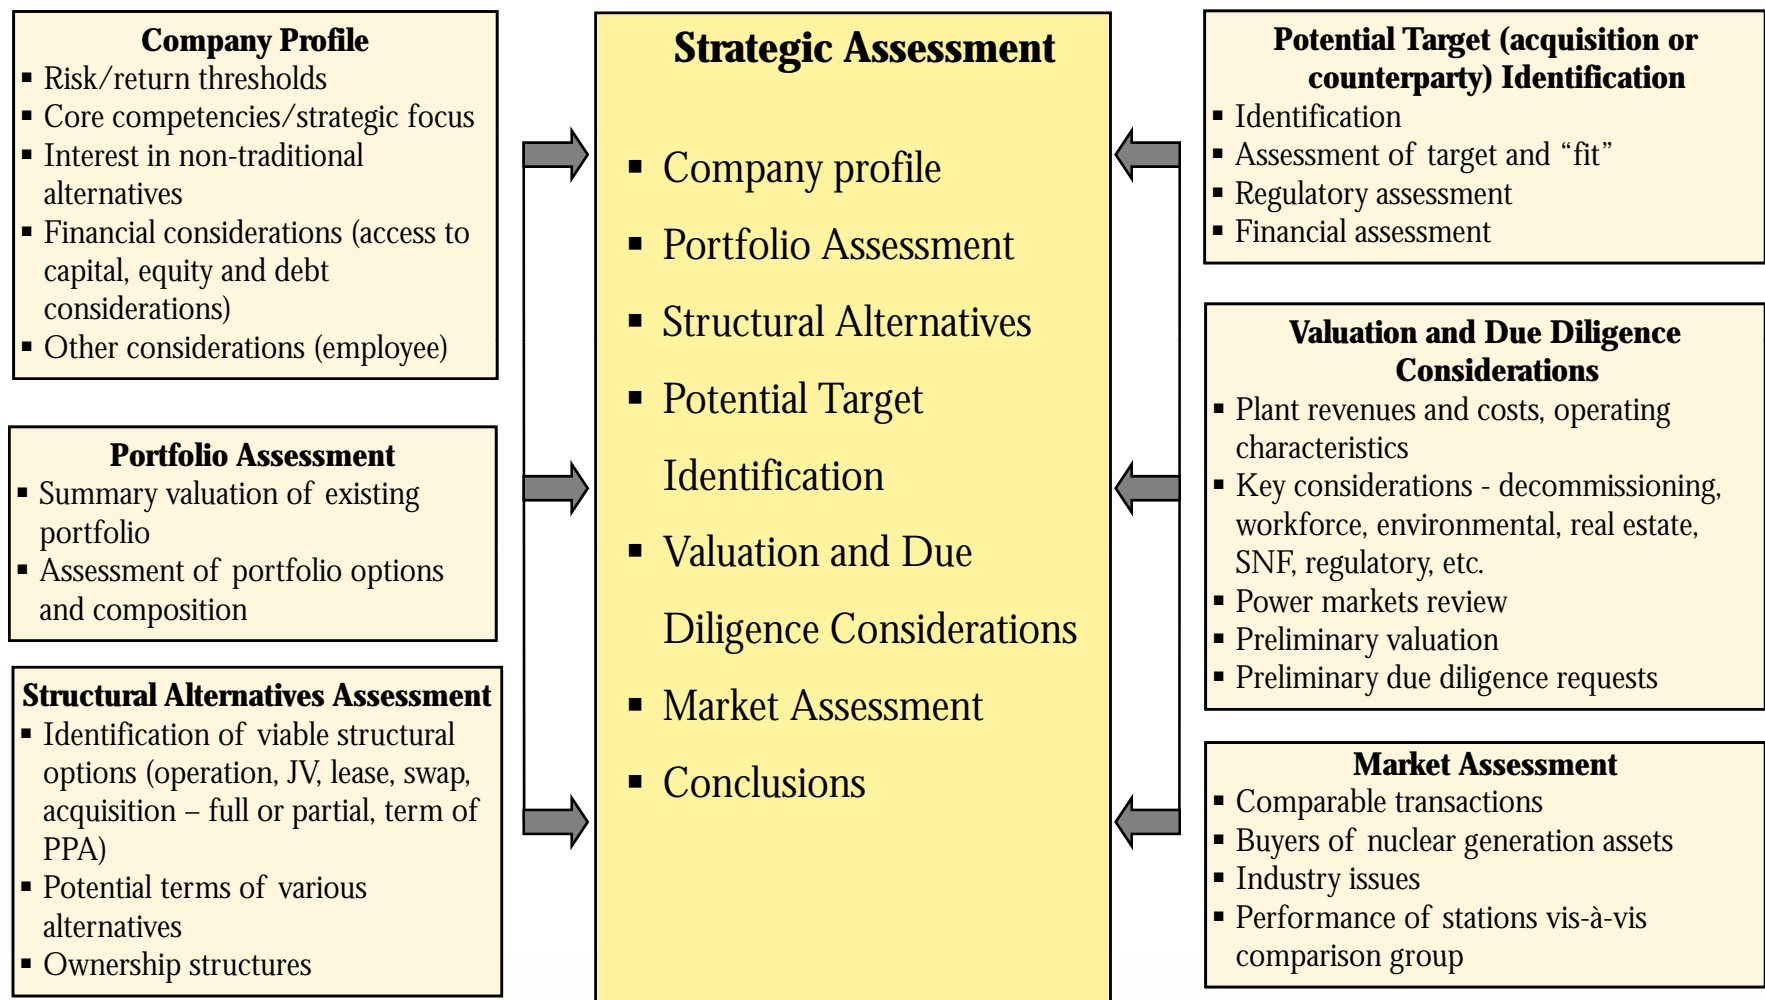 Company Profile
▪ Risk/return thresholds
▪ Core competencies/strategic focus
▪ Interest in non-traditional
alternatives
▪ Financial considerations (access to
capital, equity and debt
considerations)
▪ Other considerations (employee)
Portfolio Assessment
▪ Summary valuation of existing
portfolio
▪ Assessment of portfolio options
and composition
Structural Alternatives Assessment
▪ Identification of viable structural
options (operation, JV, lease, swap,
acquisition – full or partial, term of
PPA)
▪ Potential terms of various
alternatives
▪ Ownership structures
Strategic Assessment
▪ Company profile
▪ Portfolio Assessment
▪ Structural Alternatives
▪ Potential Target
Identification
▪ Valuation and Due
Diligence Considerations
▪ Market Assessment
▪ Conclusions
Potential Target (acquisition or
counterparty) Identification
▪ Identification
▪ Assessment of target and “fit”
▪ Regulatory assessment
▪ Financial assessment
Valuation and Due Diligence
Considerations
▪ Plant revenues and costs, operating
characteristics
▪ Key considerations - decommissioning,
workforce, environmental, real estate,
SNF, regulatory, etc.
▪ Power markets review
▪ Preliminary valuation
▪ Preliminary due diligence requests
Market Assessment
▪ Comparable transactions
▪ Buyers of nuclear generation assets
▪ Industry issues
▪ Performance of stations vis-à-vis
comparison group